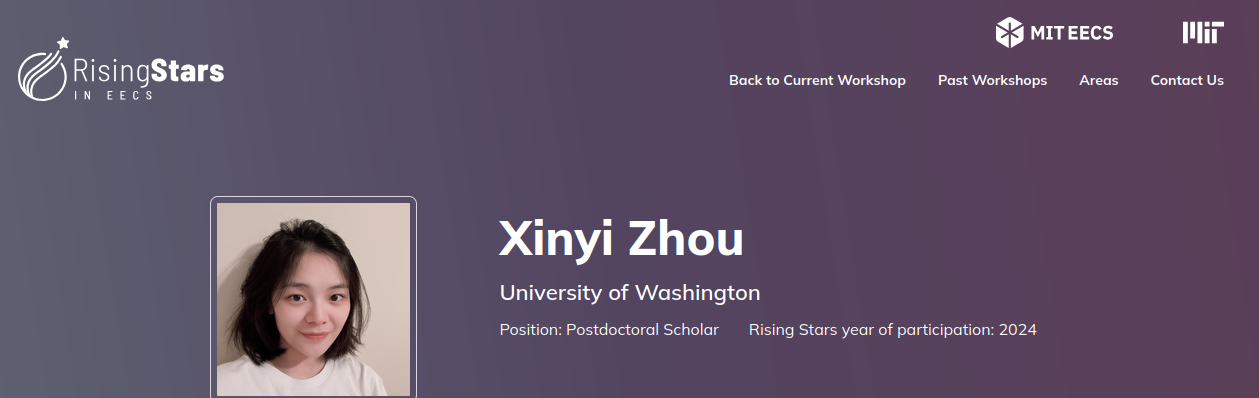 MIT EECS
MIT
RisingStars
IN EECS
Back to Current Workshop Past Workshops Areas Contact Us
Xinyi Zhou
University of Washington
Position: Postdoctoral Scholar Rising Stars year of participation: 2024